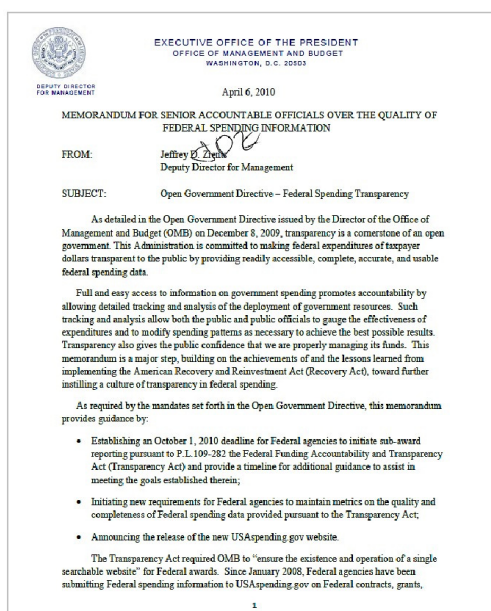 EXECUTIVE OFFICE OF THE PRESIDENT
OFFICE OF MANAGEMENT AND BUDGET
WASHINGTON, D.C. 20503
DEPUTY DIRECTOR
FOR MANAGEMENT
April 6, 2010
MEMORANDUM FOR SENIOR ACCOUNTABLE OFFICIALS OVER THE QUALITY OF
FEDERAL SPENDING INFORMATION
FROM: Jeffrey D. Zients
Deputy Director for Management
SUBJECT: Open Government Directive – Federal Spending Transparency
As detailed in the Open Government Directive issued by the Director of the Office of
Management and Budget (OMB) on December 8, 2009, transparency is a cornerstone of an open
government. This Administration is committed to making federal expenditures of taxpayer
dollars transparent to the public by providing readily accessible, complete, accurate, and usable
federal spending data.
Full and easy access to information on government spending promotes accountability by
allowing detailed tracking and analysis of the deployment of government resources. Such
tracking and analysis allow both the public and public officials to gauge the effectiveness of
expenditures and to modify spending patterns as necessary to achieve the best possible results.
Transparency also gives the public confidence that we are properly managing its funds. This
memorandum is a major step, building on the achievements of and the lessons learned from
implementing the American Recovery and Reinvestment Act (Recovery Act), toward further
instilling a culture of transparency in federal spending.
As required by the mandates set forth in the Open Government Directive, this memorandum
provides guidance by:
• Establishing an October 1, 2010 deadline for Federal agencies to initiate sub-award
reporting pursuant to P.L.109-282 the Federal Funding Accountability and Transparency
Act (Transparency Act) and provide a timeline for additional guidance to assist in
meeting the goals established therein;
• Initiating new requirements for Federal agencies to maintain metrics on the quality and
completeness of Federal spending data provided pursuant to the Transparency Act;
• Announcing the release of the new USAspending.gov website.
The Transparency Act required OMB to “ensure the existence and operation of a single
searchable website” for Federal awards. Since January 2008, Federal agencies have been
submitting Federal spending information to USAspending.gov on Federal contracts, grants,
1